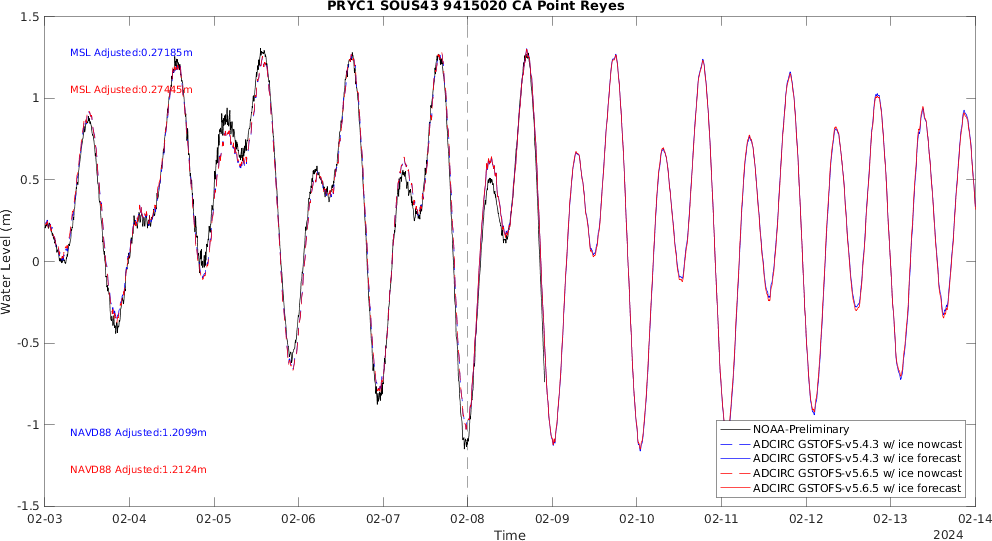 PRYC1 SOUS43 9415020 CA Point Reyes
1.5
1
0.5
0
-0.5
-1
-1.5
Water Level (m)
MSL Adjusted:0.27185m
MSL Adjusted:0.27445m
NAVD88 Adjusted:1.2099m
NAVD88 Adjusted:1.2124m
NOAA-Preliminary
ADCIRC GSTOFS-v5.4.3 w/ ice nowcast
ADCIRC GSTOFS-v5.4.3 w/ ice forecast
ADCIRC GSTOFS-v5.6.5 w/ ice nowcast
ADCIRC GSTOFS-v5.6.5 w/ ice forecast
02-03 02-04 02-05 02-06 02-07 02-08 02-09 02-10 02-11 02-12 02-13 02-14
Time
2024